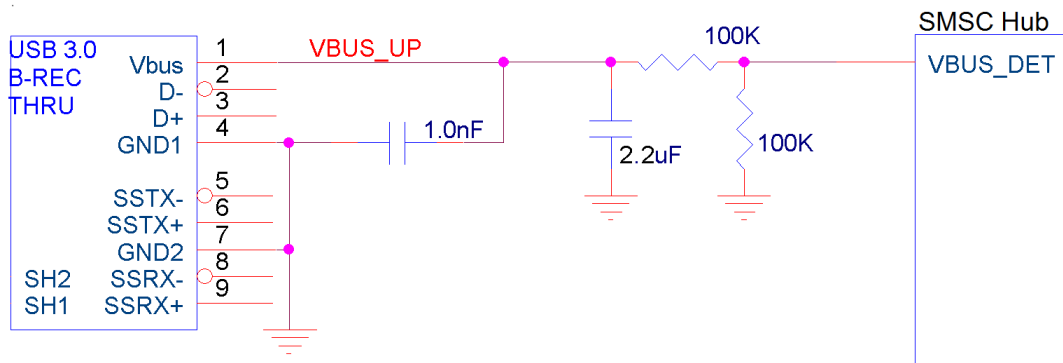 SMSC Hub
USB 3.0
B-REC
THRU
Vbus 1
D- 2
D+ 3
GND1 4
SSTX- 5
SSTX+ 6
GND2 7
SH2 SSRX- 8
SH1 SSRX+ 9
VBUS_UP
1.0nF
2.2uF
100K
100K
VBUS_DET